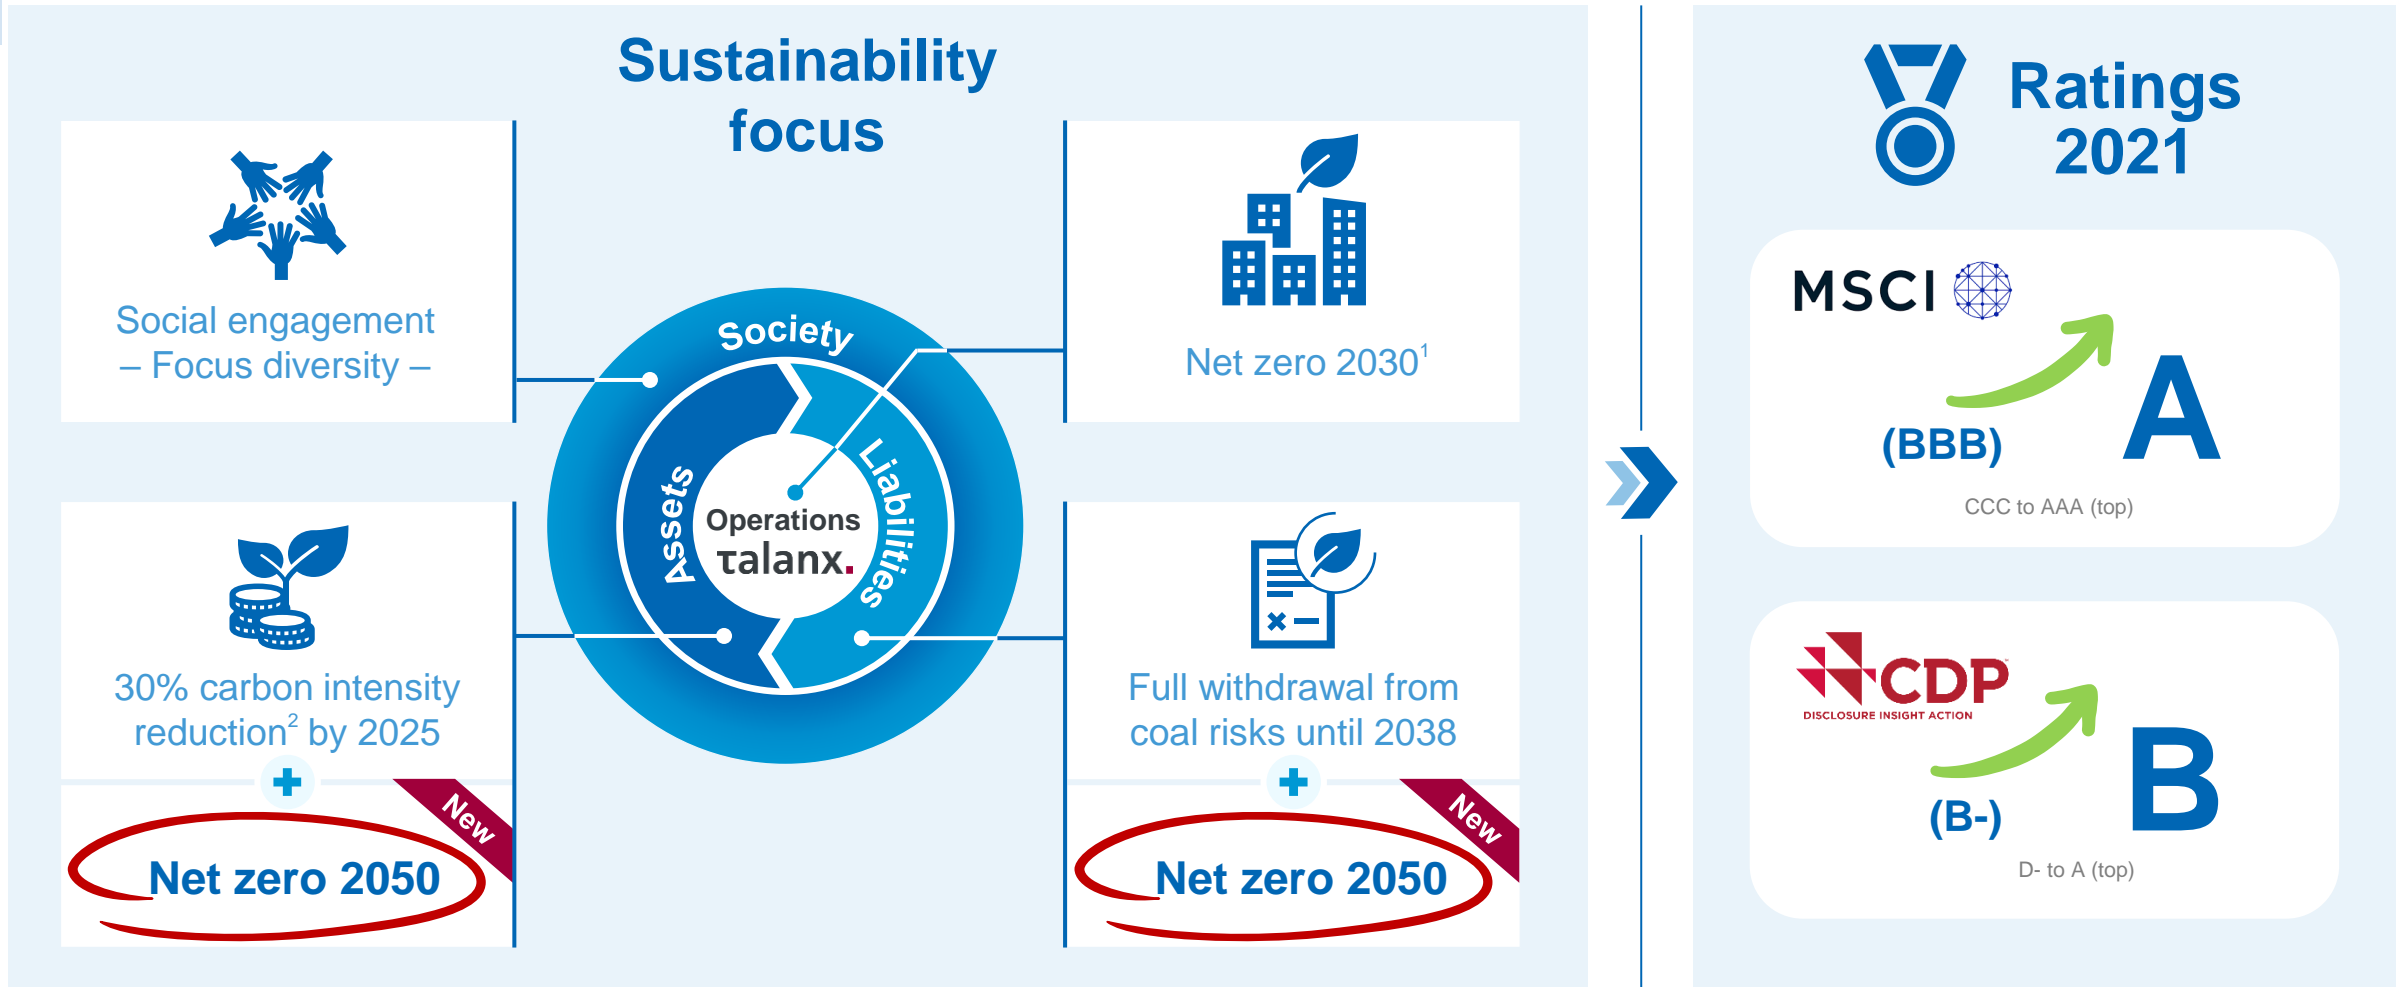 Sustainability
focus
Social engagement
– Focus diversity –
Net zero 2030¹
Society
Assets
Liabilities
Operations
talanx.
30% carbon intensity
reduction² by 2025
New
Net zero 2050
Full withdrawal from
coal risks until 2038
New
Net zero 2050
Ratings
2021
MSCI
(BBB)
A
CCC to AAA (top)
CDP
DISCLOSURE INSIGHT ACTION
(B-)
B
D- to A (top)